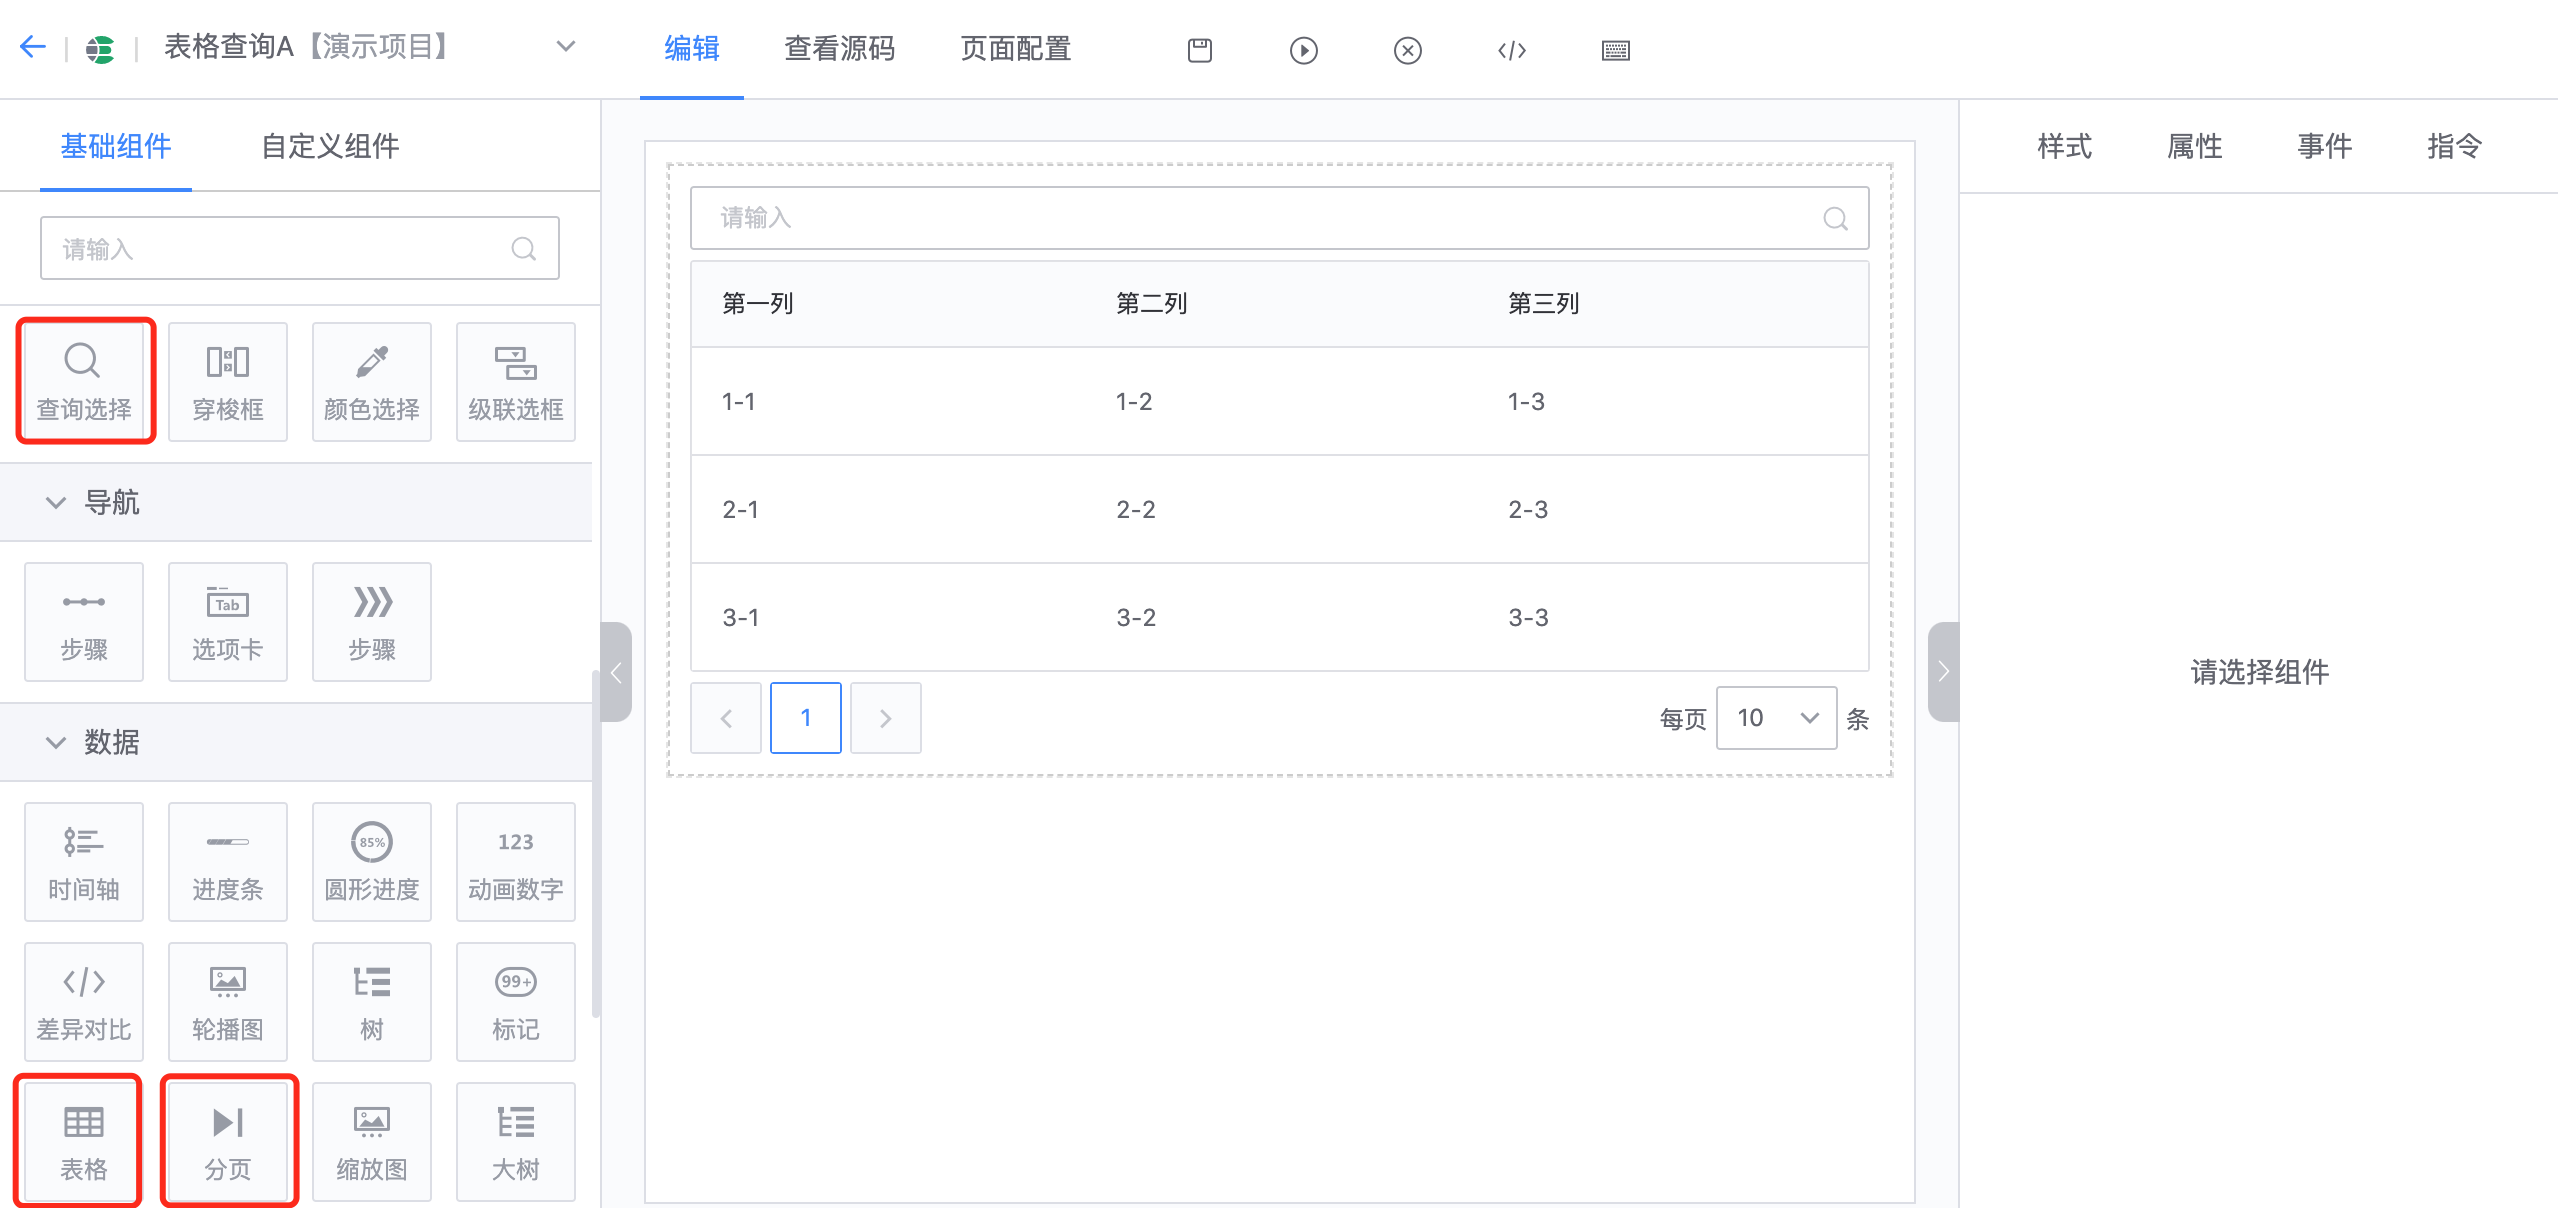 表格查询A【演示项目】
编辑 查看源码 页面配置
基础组件 自定义组件
请输入
查询选择 穿梭框 颜色选择 级联选框
导航
步骤 Tab 选项卡 步骤
数据
时间轴 进度条 85% 圆形进度 123 动画数字
差异对比 轮播图 树 99+ 标记
表格 分页 缩放图 大树
请输入
第一列 第二列 第三列
1-1 1-2 1-3
2-1 2-2 2-3
3-1 3-2 3-3
1 每页 10 条
样式 属性 事件 指令
请选择组件